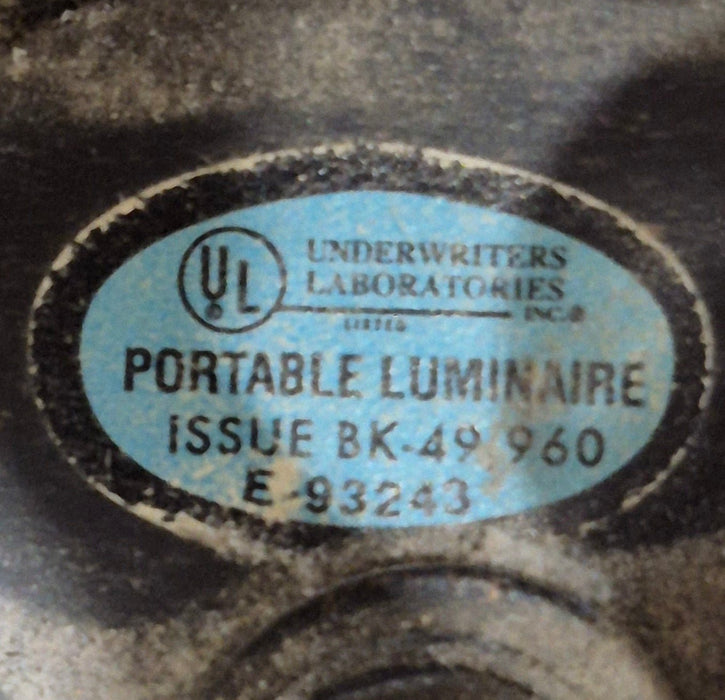 UL
®
UNDERWRITERS
LABORATORIES
INC.®
LISTED
PORTABLE LUMINAIRE
ISSUE BK-49,960
E-93243